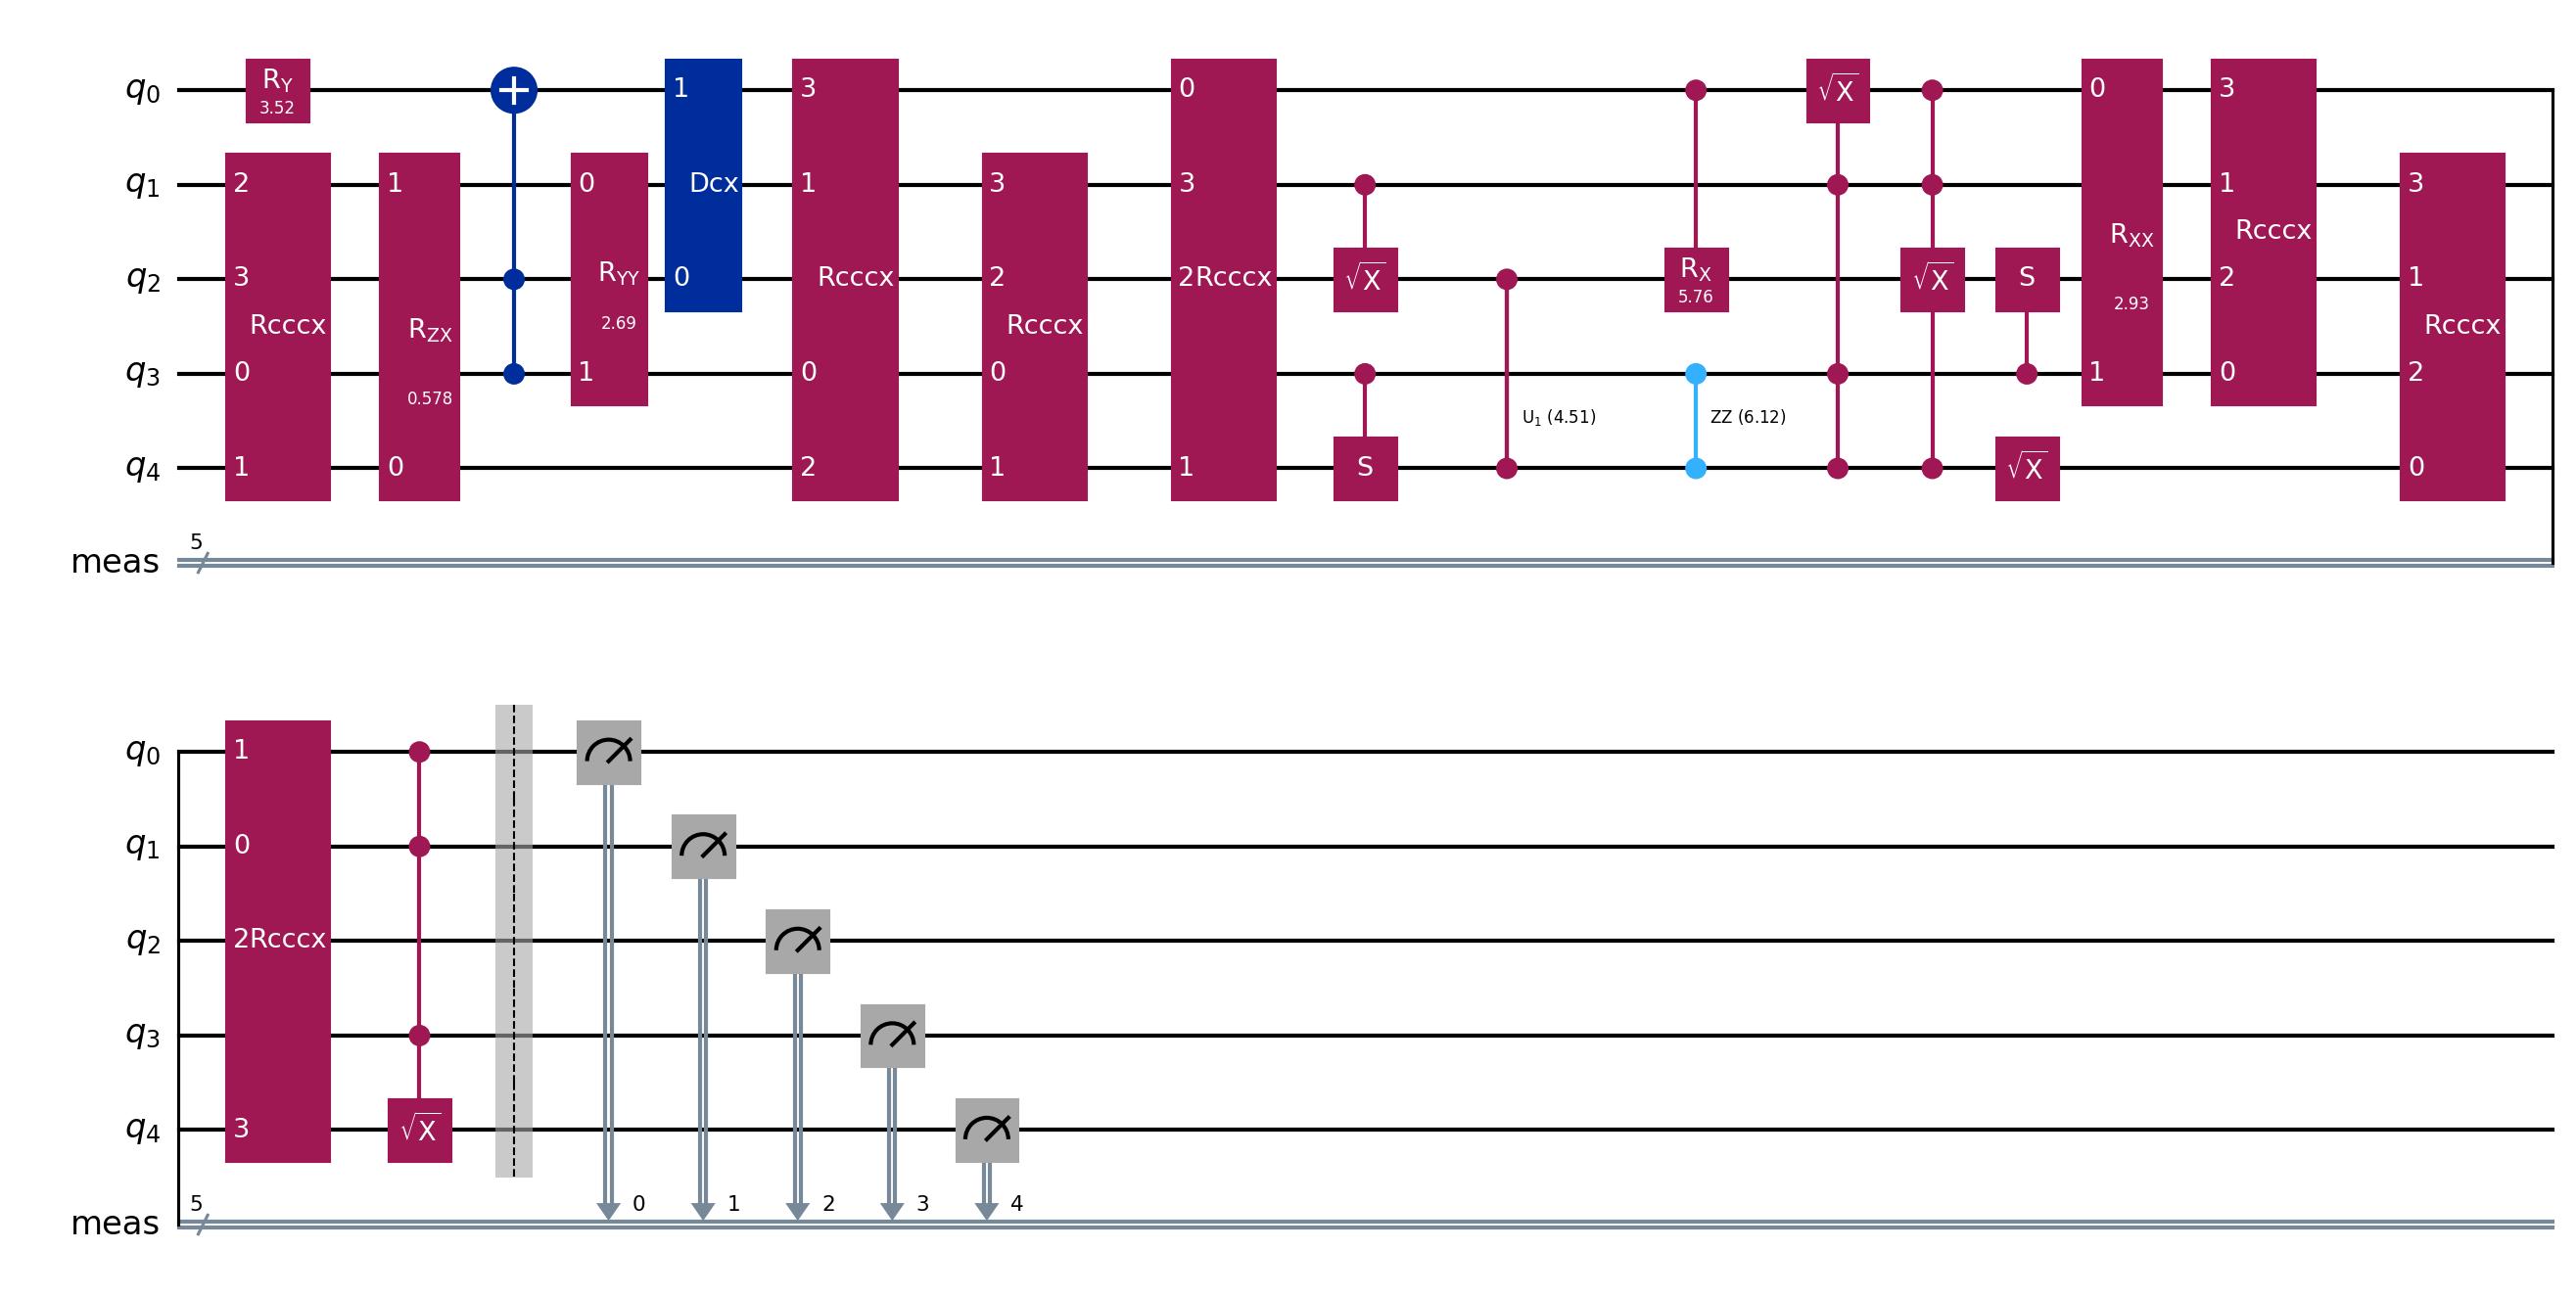 q0 RY 3.52 1 3 0 √X 0 3
q1 2 1 0 Dcx 1 3 3 1 3
q2 3 RYY 0 Rcccx 2 2Rcccx √X RX 5.76 √X S RXX 2 1
Rcccx RZX 2.69 Rcccx 2.93 Rcccx Rcccx
q3 0 0.578 1 0 0 U1 (4.51) ZZ (6.12) 1 0 2
q4 1 0 2 1 1 S √X 0
5
meas
q0 1
q1 0
q2 2Rcccx
q3
q4 3 √X
5 0 1 2 3 4
meas